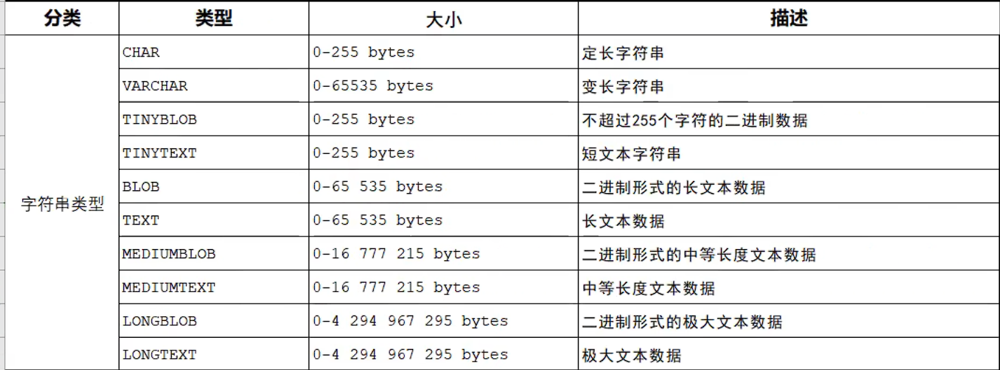 分类 类型 大小 描述
CHAR 0-255 bytes 定长字符串
VARCHAR 0-65535 bytes 变长字符串
TINYBLOB 0-255 bytes 不超过255个字符的二进制数据
TINYTEXT 0-255 bytes 短文本字符串
BLOB 0-65 535 bytes 二进制形式的长文本数据
字符串类型
TEXT 0-65 535 bytes 长文本数据
MEDIUMBLOB 0-16 777 215 bytes 二进制形式的中等长度文本数据
MEDIUMTEXT 0-16 777 215 bytes 中等长度文本数据
LONGBLOB 0-4 294 967 295 bytes 二进制形式的极大文本数据
LONGTEXT 0-4 294 967 295 bytes 极大文本数据